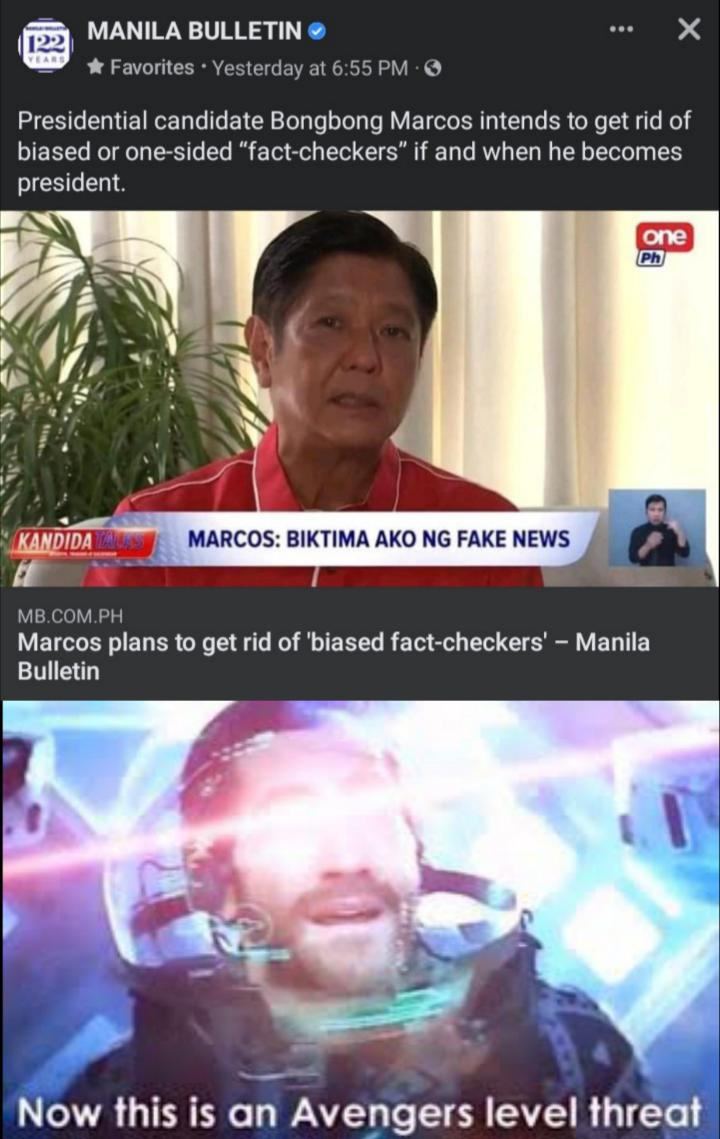 122
YEARS
MANILA BULLETIN
Favorites · Yesterday at 6:55 PM ·
Presidential candidate Bongbong Marcos intends to get rid of
biased or one-sided “fact-checkers” if and when he becomes
president.
one
Ph
KANDIDATALKS
MARCOS: BIKTIMA AKO NG FAKE NEWS
MB.COM.PH
Marcos plans to get rid of 'biased fact-checkers' – Manila
Bulletin
Now this is an Avengers level threat